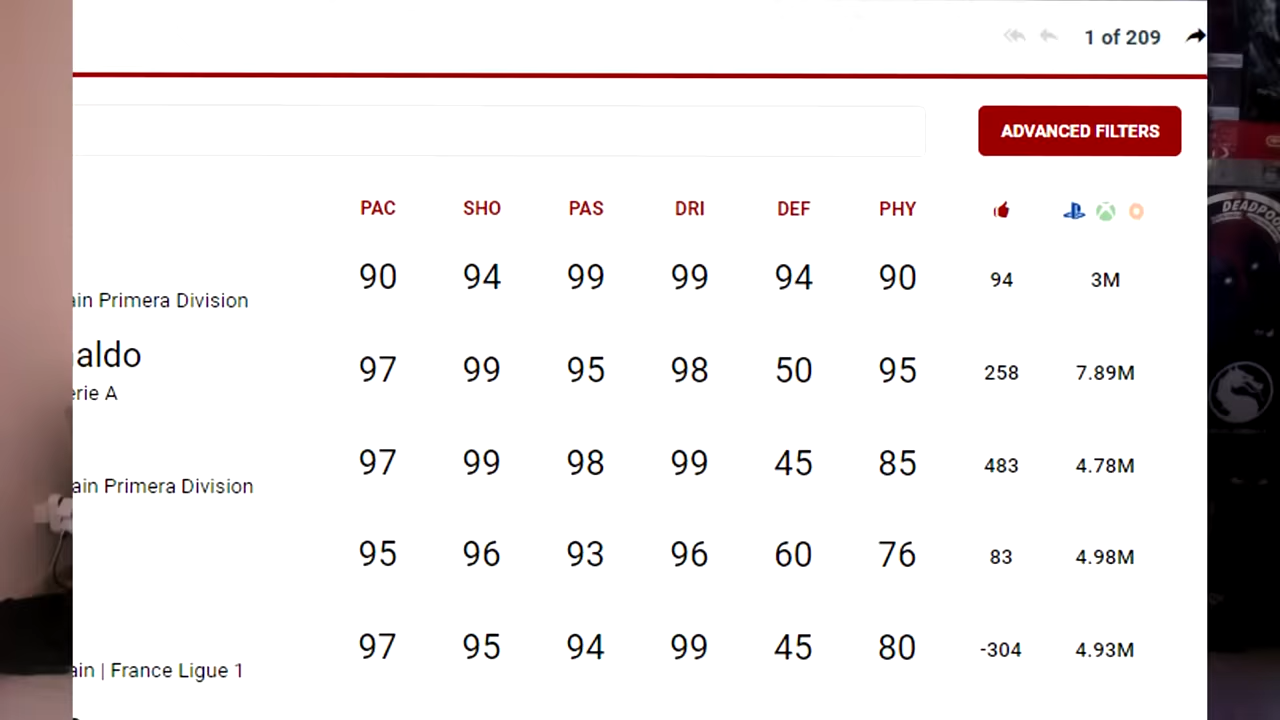 1 of 209
ADVANCED FILTERS
PAC SHO PAS DRI DEF PHY
90 94 99 99 94 90 94 3M
ain Primera Division
aldo
97 99 95 98 50 95 258 7.89M
erie A
97 99 98 99 45 85 483 4.78M
ain Primera Division
95 96 93 96 60 76 83 4.98M
97 95 94 99 45 80 -304 4.93M
ain | France Ligue 1
DEADPOOL